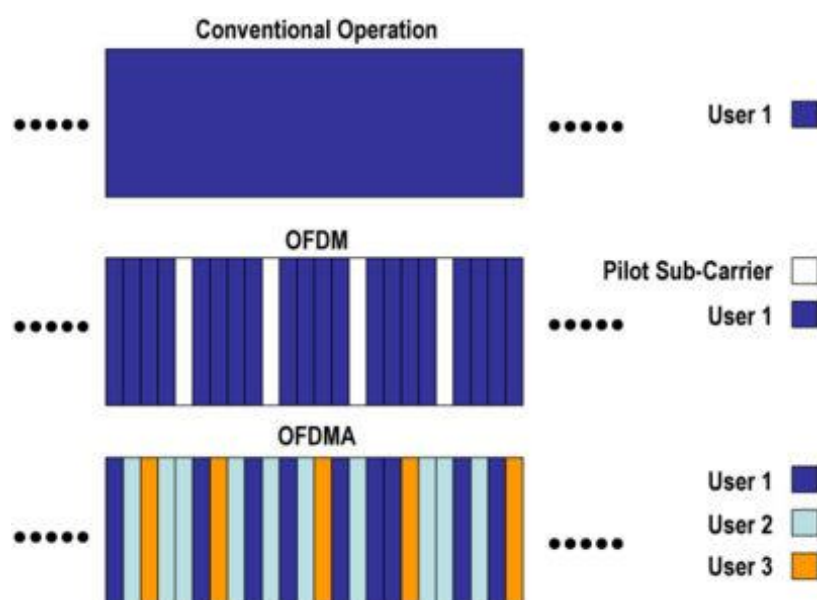 Conventional Operation
User 1
OFDM
Pilot Sub-Carrier
User 1
OFDMA
User 1
User 2
User 3